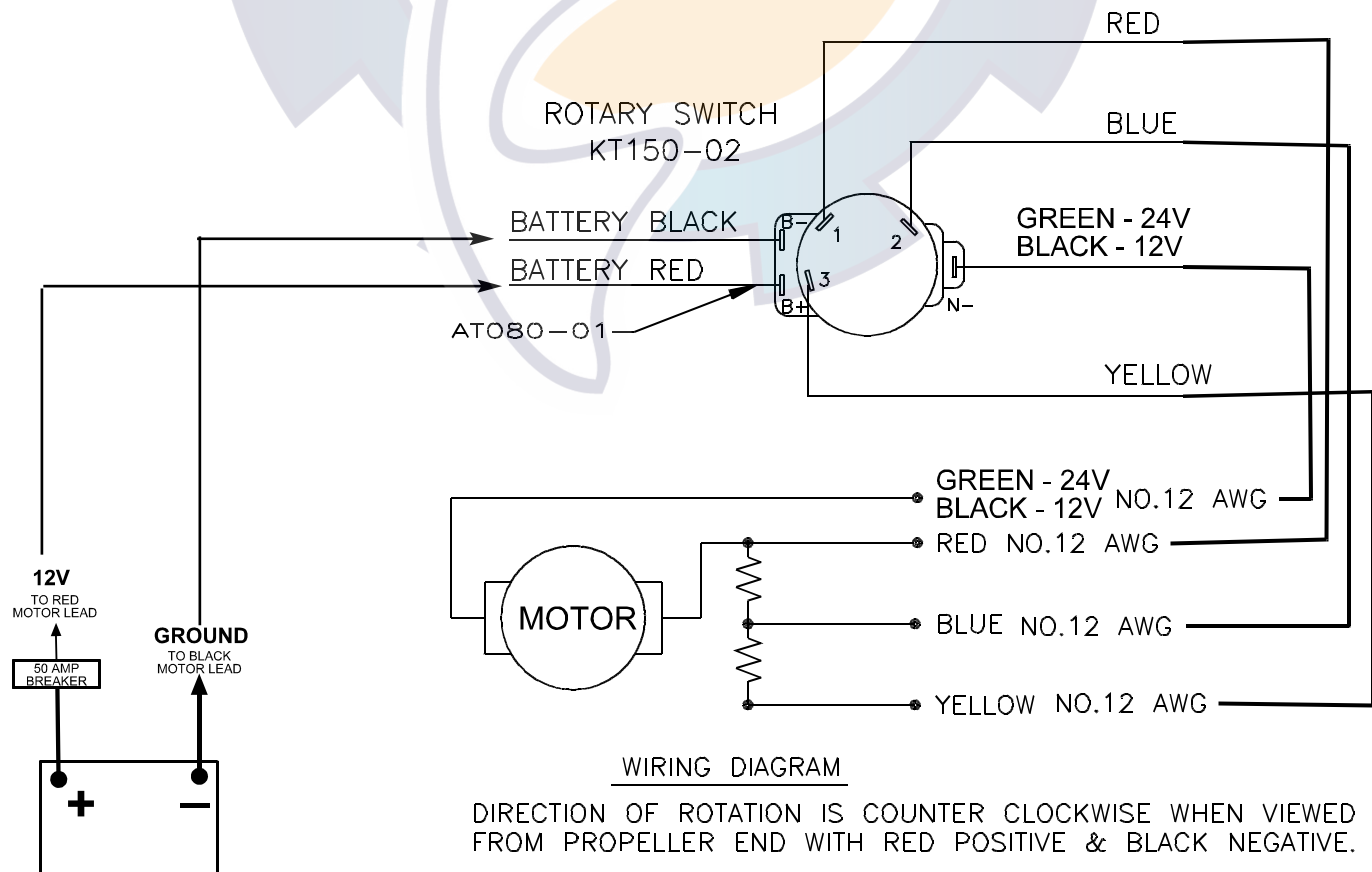 RED
ROTARY SWITCH
KT150-02
BLUE
BATTERY BLACK
B-
1
2
GREEN - 24V
BLACK - 12V
BATTERY RED
3
B+
N-
AT080-01
YELLOW
GREEN - 24V
BLACK - 12V NO.12 AWG
RED NO.12 AWG
12V
TO RED
MOTOR LEAD
MOTOR
BLUE NO.12 AWG
GROUND
TO BLACK
MOTOR LEAD
50 AMP
BREAKER
YELLOW NO.12 AWG
+
−
WIRING DIAGRAM
DIRECTION OF ROTATION IS COUNTER CLOCKWISE WHEN VIEWED
FROM PROPELLER END WITH RED POSITIVE & BLACK NEGATIVE.